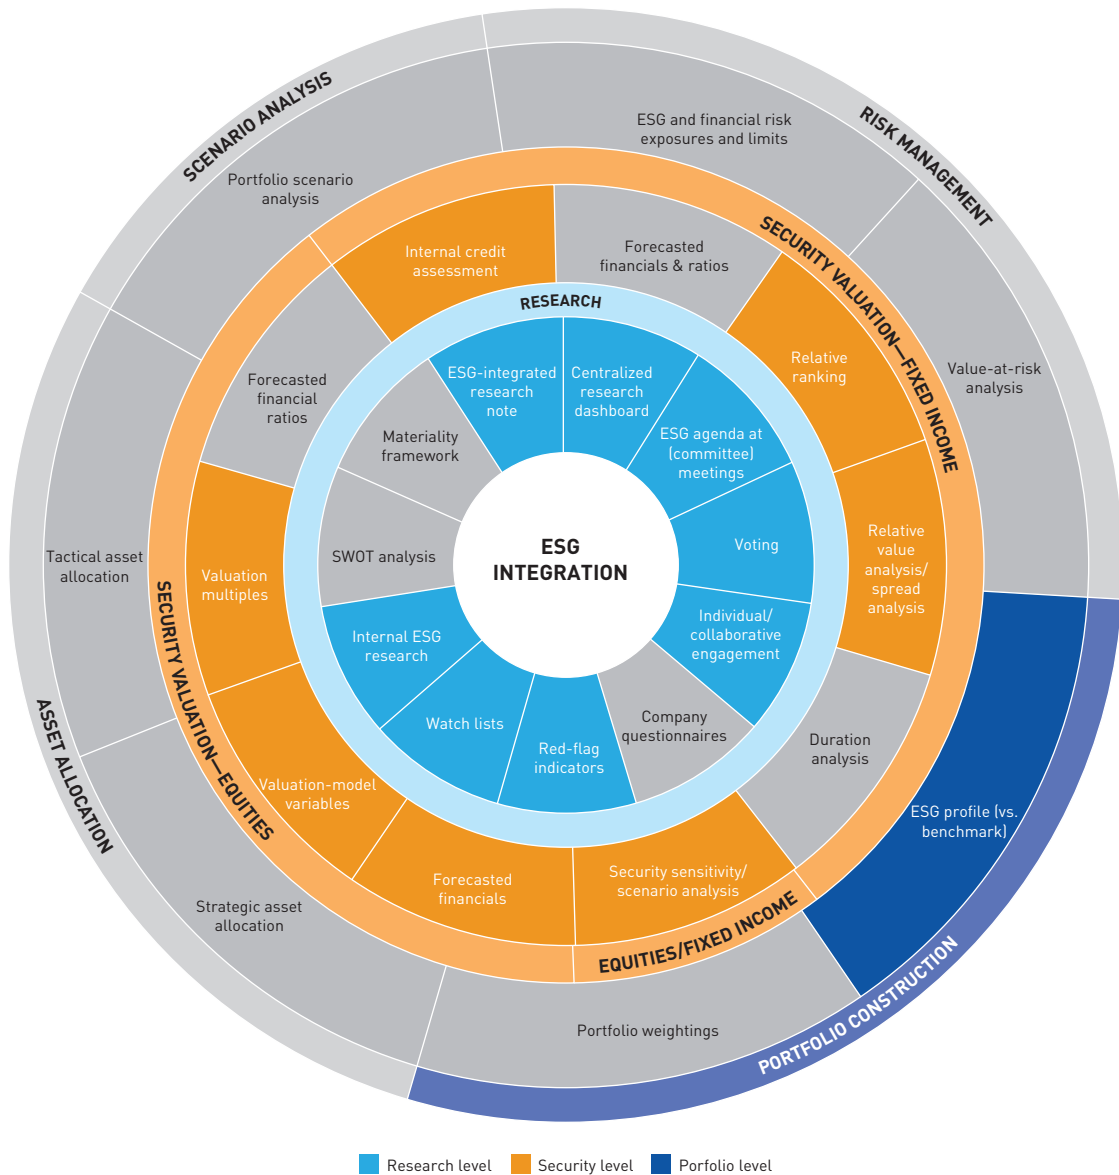 SCENARIO ANALYSIS
RISK MANAGEMENT
ESG and financial risk
exposures and limits
Portfolio scenario
analysis
Value-at-risk
analysis
SECURITY VALUATION—FIXED INCOME
Internal credit
assessment
Forecasted
financials & ratios
Relative
ranking
Relative
value
analysis/
spread
analysis
Duration
analysis
RESEARCH
ESG-integrated
research
note
Centralized
research
dashboard
ESG agenda at
(committee)
meetings
Voting
Individual/
collaborative
engagement
Company
questionnaires
Red-flag
indicators
Watch lists
Internal ESG
research
SWOT analysis
Materiality
framework
ESG
INTEGRATION
Forecasted
financial
ratios
Valuation
multiples
Valuation-model
variables
Forecasted
financials
Security sensitivity/
scenario analysis
SECURITY VALUATION—EQUITIES
EQUITIES/FIXED INCOME
Tactical asset
allocation
Strategic asset
allocation
ASSET ALLOCATION
Portfolio weightings
ESG profile (vs.
benchmark)
PORTFOLIO CONSTRUCTION
Research level
Security level
Porfolio level